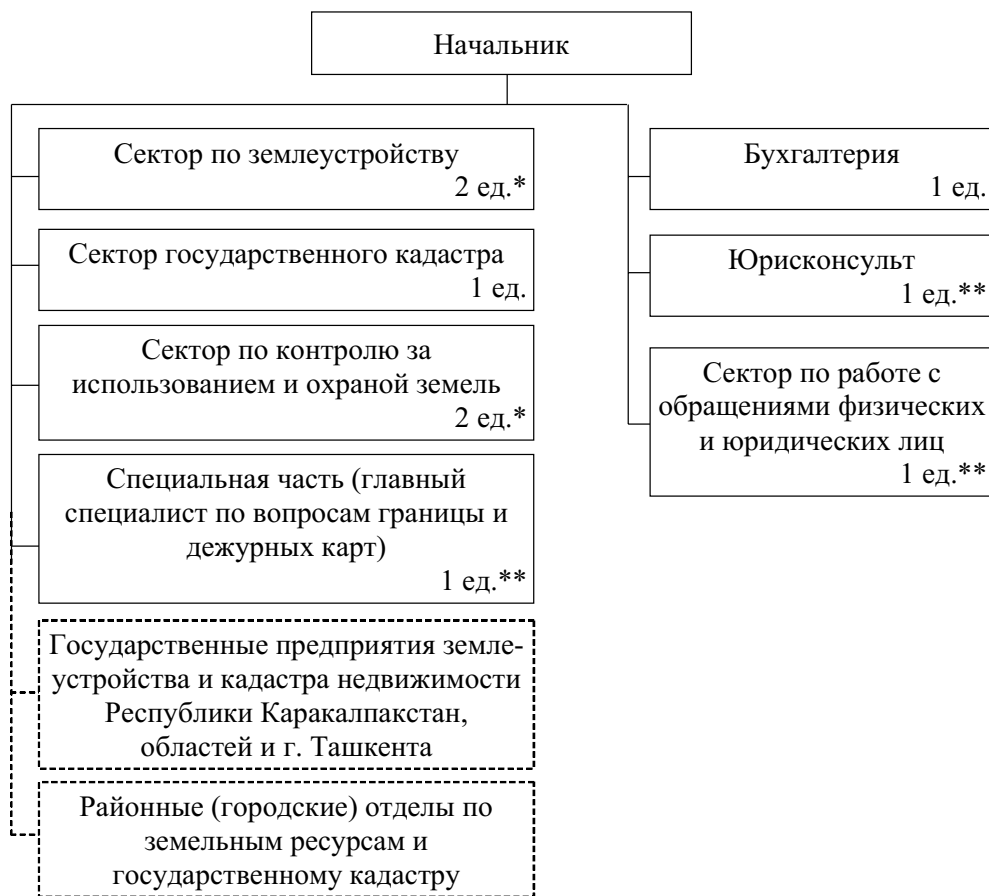 Начальник
Сектор по землеустройству
2 ед.*
Сектор государственного кадастра
1 ед.
Сектор по контролю за
использованием и охраной земель
2 ед.*
Специальная часть (главный
специалист по вопросам границы и
дежурных карт)
1 ед.**
Государственные предприятия земле-
устройства и кадастра недвижимости
Республики Каракалпакстан,
областей и г. Ташкента
Районные (городские) отделы по
земельным ресурсам и
государственному кадастру
Бухгалтерия
1 ед.
Юрисконсульт
1 ед.**
Сектор по работе с
обращениями физических
и юридических лиц
1 ед.**